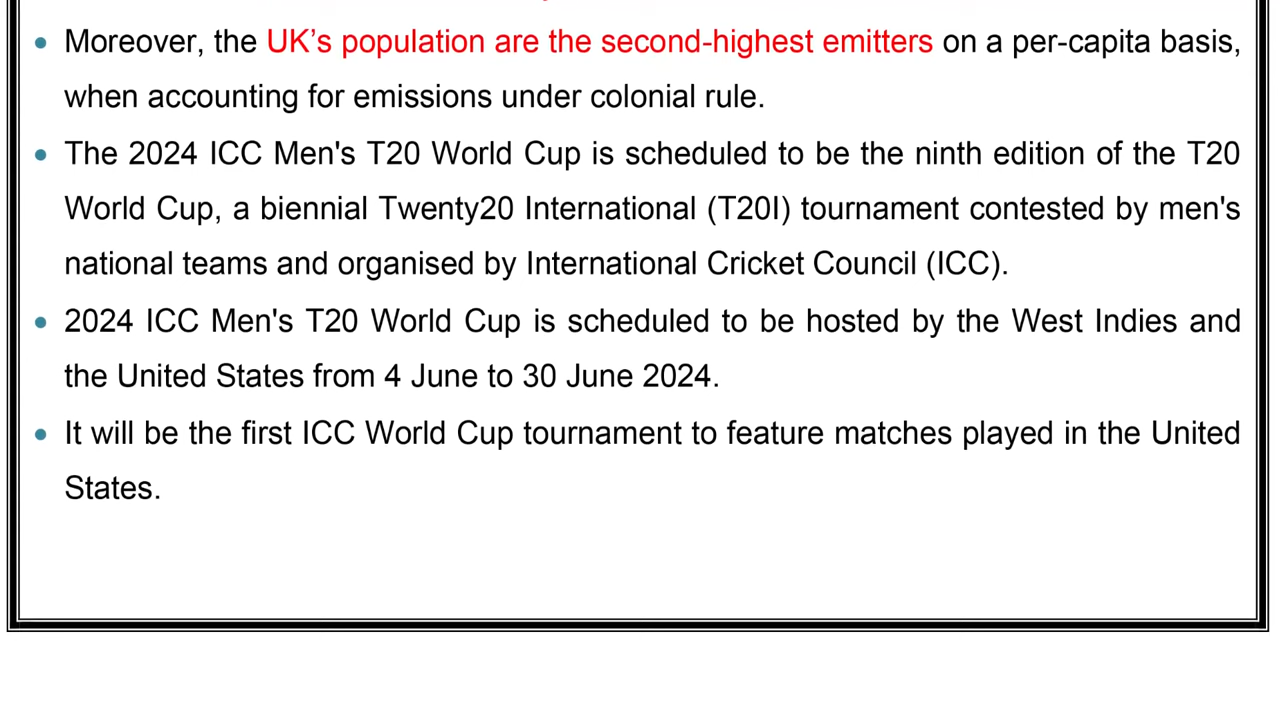 • Moreover, the UK’s population are the second-highest emitters on a per-capita basis,
when accounting for emissions under colonial rule.
• The 2024 ICC Men's T20 World Cup is scheduled to be the ninth edition of the T20
World Cup, a biennial Twenty20 International (T20I) tournament contested by men's
national teams and organised by International Cricket Council (ICC).
• 2024 ICC Men's T20 World Cup is scheduled to be hosted by the West Indies and
the United States from 4 June to 30 June 2024.
• It will be the first ICC World Cup tournament to feature matches played in the United
States.